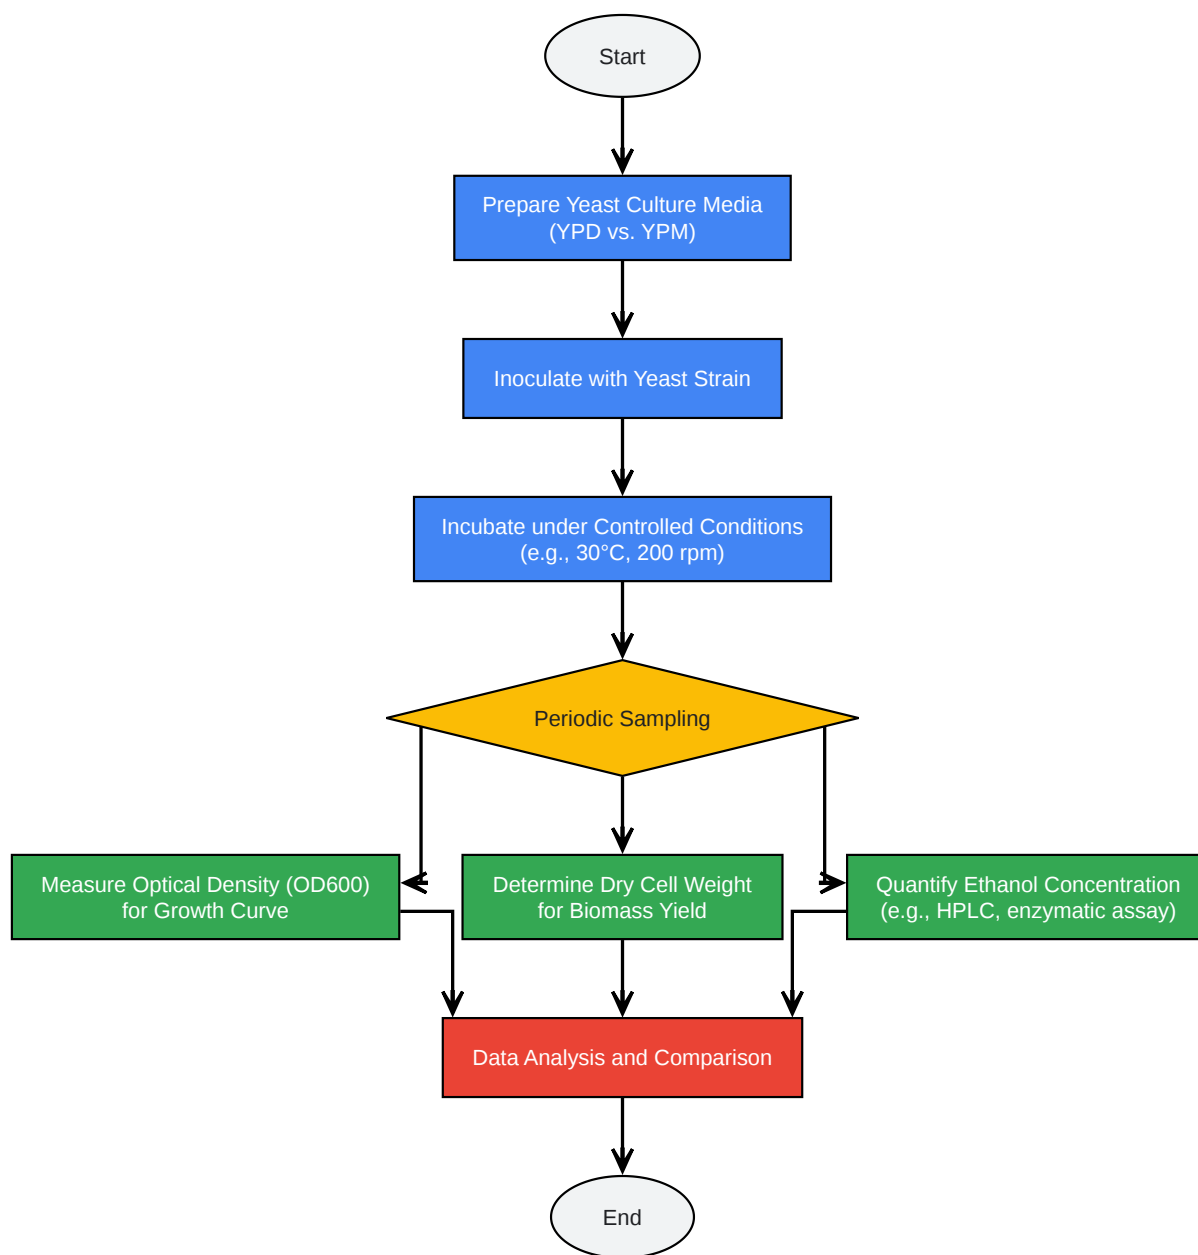 Start
Prepare Yeast Culture Media
(YPD vs. YPM)
Inoculate with Yeast Strain
Incubate under Controlled Conditions
(e.g., 30°C, 200 rpm)
Periodic Sampling
Measure Optical Density (OD600)
for Growth Curve
Determine Dry Cell Weight
for Biomass Yield
Quantify Ethanol Concentration
(e.g., HPLC, enzymatic assay)
Data Analysis and Comparison
End